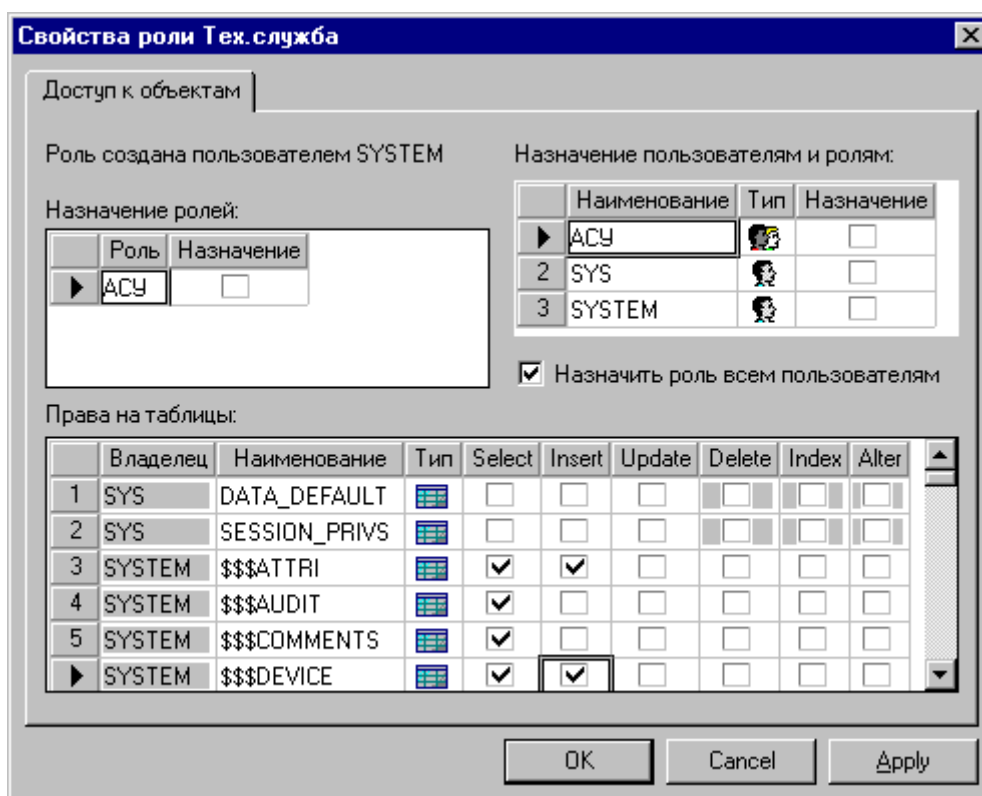 Свойства роли Тех.служба
Доступ к объектам
Роль создана пользователем SYSTEM
Назначение ролей:
Роль Назначение
АСУ
Назначение пользователям и ролям:
Наименование Тип Назначение
АСУ
2 SYS
3 SYSTEM
Назначить роль всем пользователям
Права на таблицы:
Владелец Наименование Тип Select Insert Update Delete Index Alter
1 SYS DATA_DEFAULT
2 SYS SESSION_PRIVS
3 SYSTEM $$$ATTRI
4 SYSTEM $$$AUDIT
5 SYSTEM $$$COMMENTS
SYSTEM $$$DEVICE
OK Cancel Apply